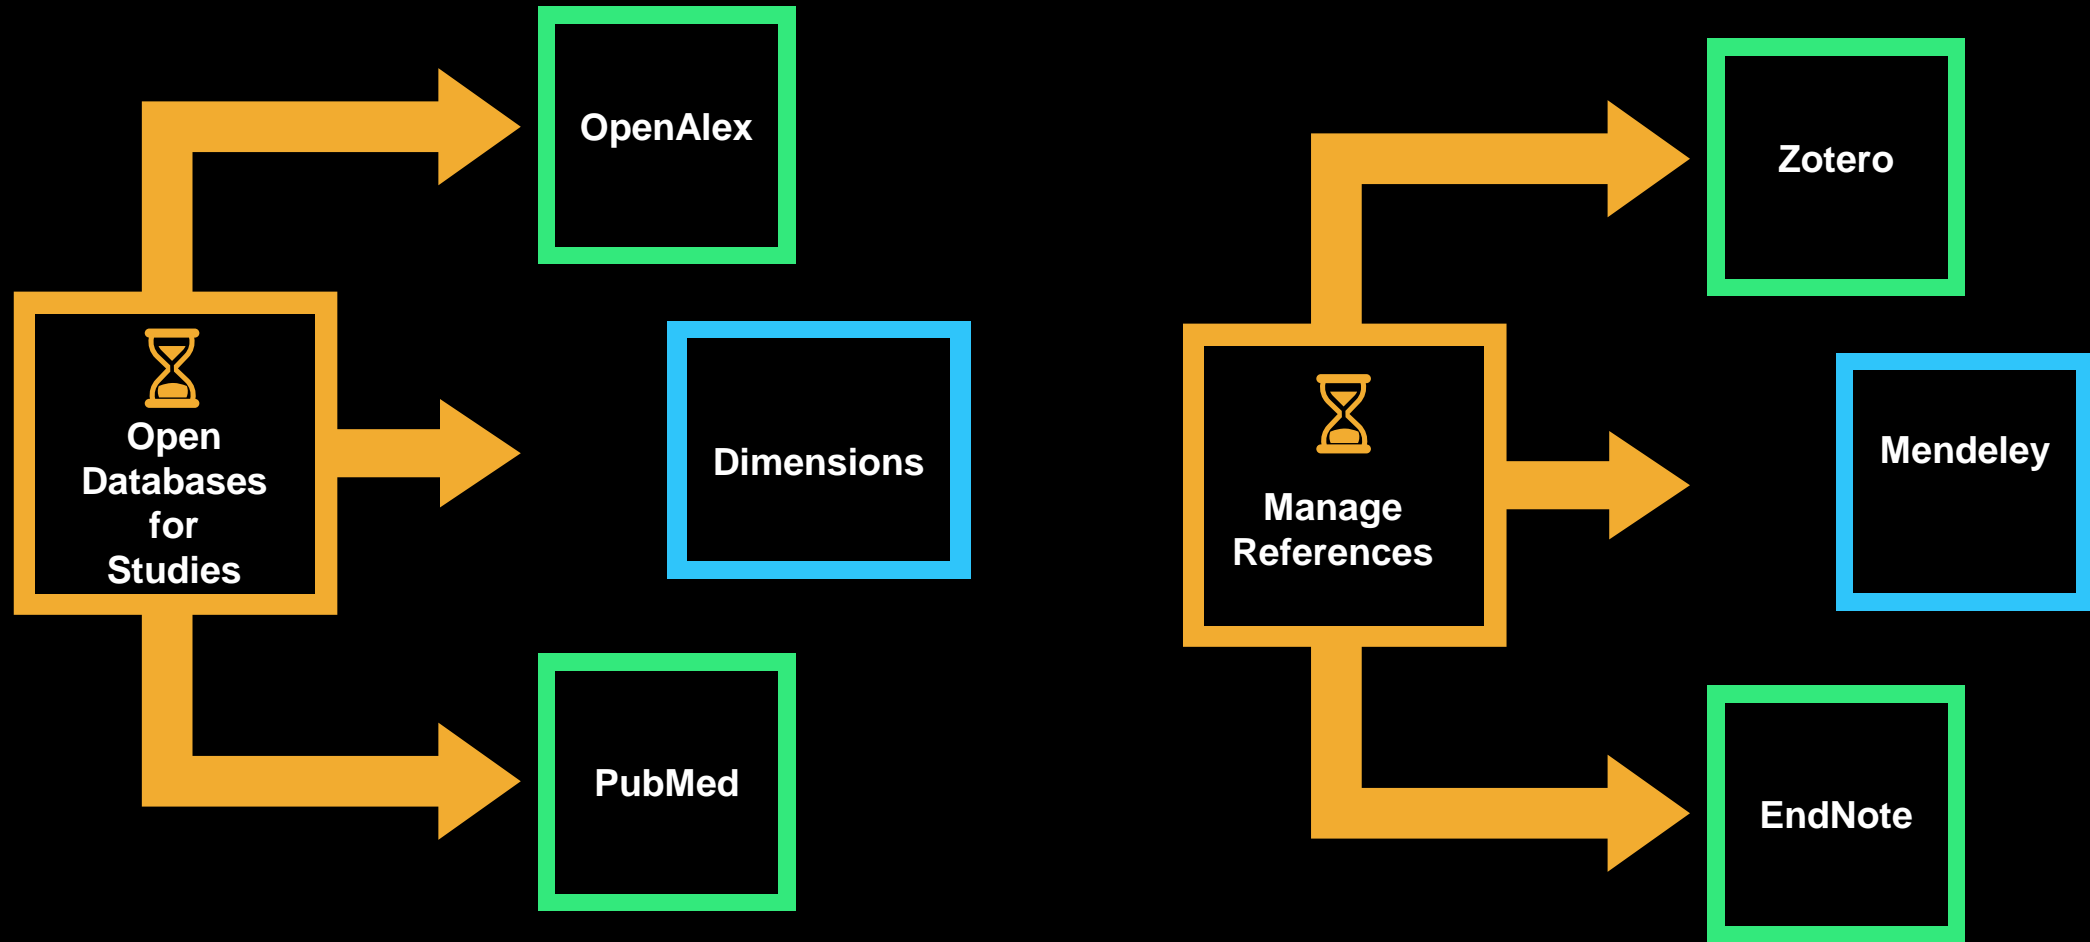 OpenAlex
Open
Databases
for
Studies
Dimensions
PubMed
Zotero
Manage
References
Mendeley
EndNote